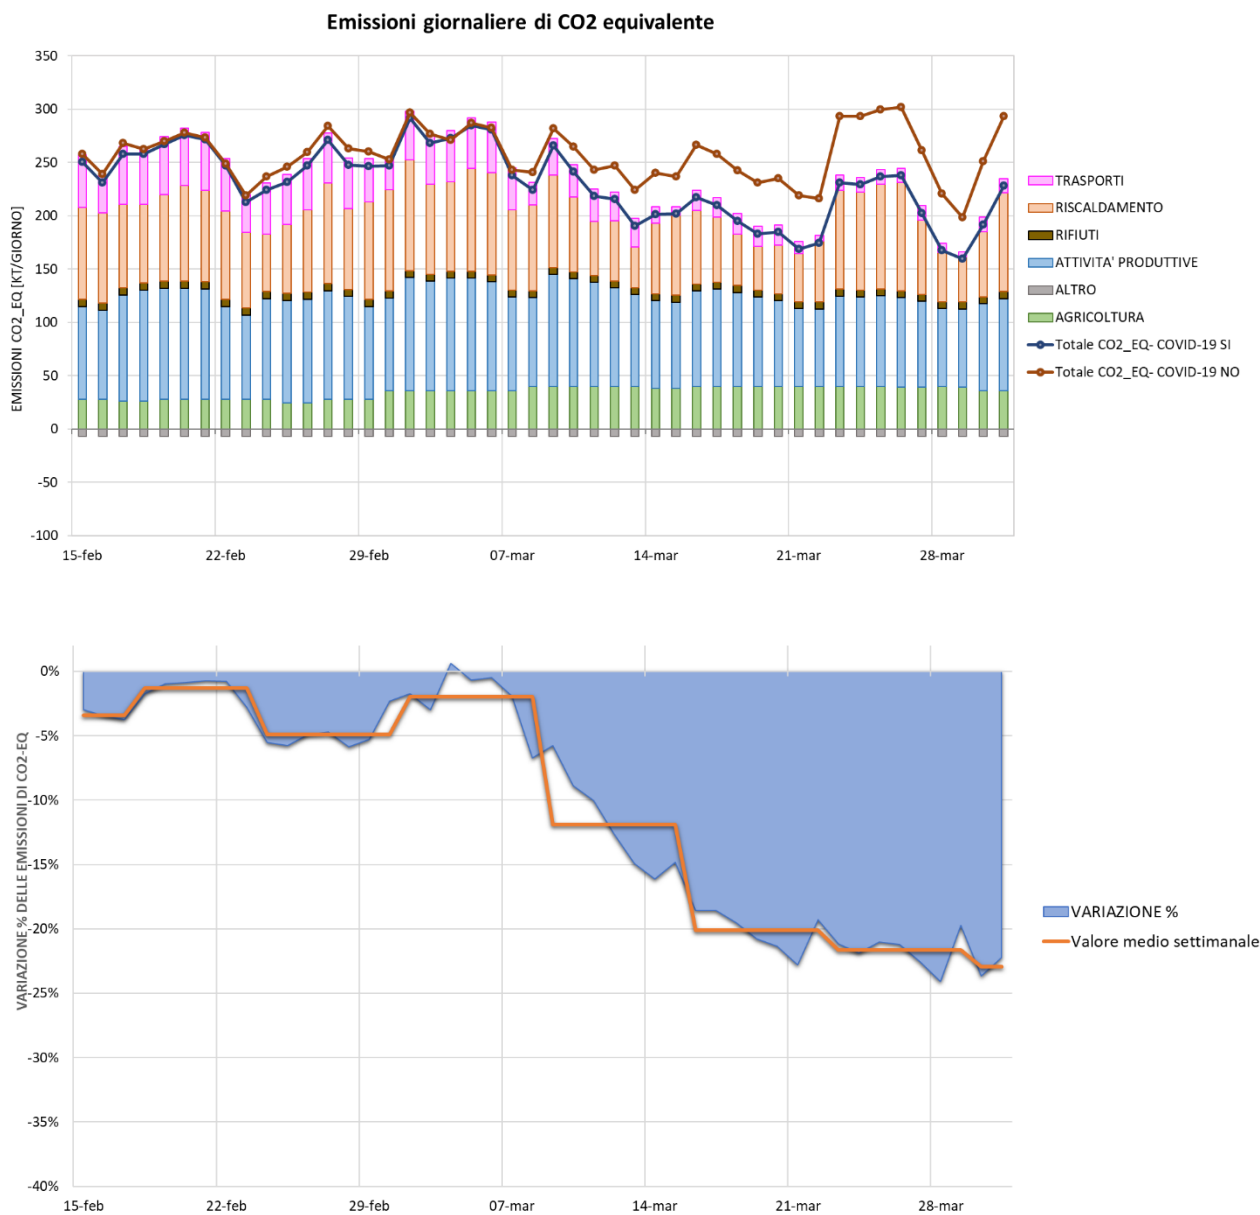 Emissioni giornaliere di CO2 equivalente
EMISSIONI CO2_EQ [KT/GIORNO]
350
300
250
200
150
100
50
0
-50
-100
15-feb
22-feb
29-feb
07-mar
14-mar
21-mar
28-mar
TRASPORTI
RISCALDAMENTO
RIFIUTI
ATTIVITA' PRODUTTIVE
ALTRO
AGRICOLTURA
Totale CO2_EQ- COVID-19 SI
Totale CO2_EQ- COVID-19 NO
VARIAZIONE % DELLE EMISSIONI DI CO2-EQ
0%
-5%
-10%
-15%
-20%
-25%
-30%
-35%
-40%
15-feb
22-feb
29-feb
07-mar
14-mar
21-mar
28-mar
VARIAZIONE %
Valore medio settimanale